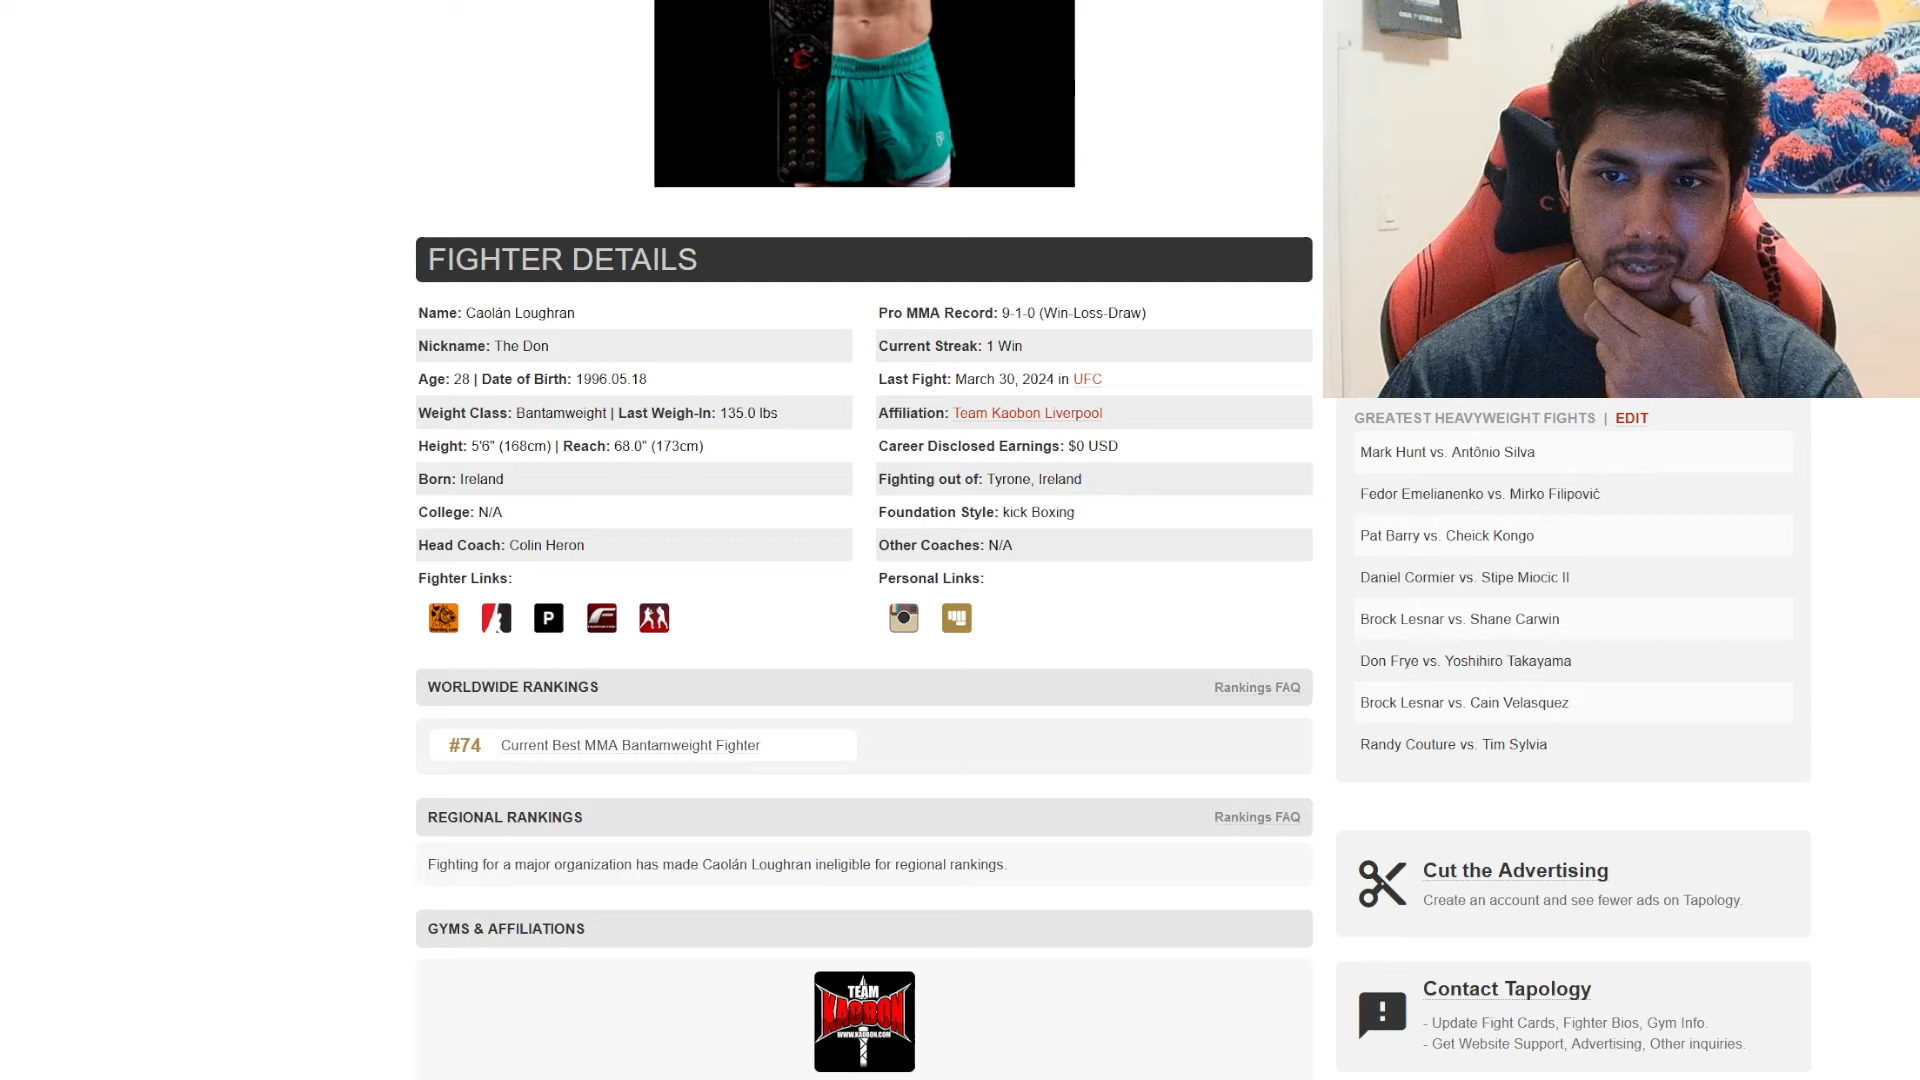 FIGHTER DETAILS
Name: Caolán Loughran
Pro MMA Record: 9-1-0 (Win-Loss-Draw)
Nickname: The Don
Current Streak: 1 Win
Age: 28 | Date of Birth: 1996.05.18
Last Fight: March 30, 2024 in UFC
Weight Class: Bantamweight | Last Weigh-In: 135.0 lbs
Affiliation: Team Kaobon Liverpool
Height: 5'6" (168cm) | Reach: 68.0" (173cm)
Career Disclosed Earnings: $0 USD
Born: Ireland
Fighting out of: Tyrone, Ireland
College: N/A
Foundation Style: kick Boxing
Head Coach: Colin Heron
Other Coaches: N/A
Fighter Links:
Personal Links:
P
WORLDWIDE RANKINGS
Rankings FAQ
#74 Current Best MMA Bantamweight Fighter
REGIONAL RANKINGS
Rankings FAQ
Fighting for a major organization has made Caolán Loughran ineligible for regional rankings.
GYMS & AFFILIATIONS
TEAM
KAOBON
WWW.KAOBON.COM
GREATEST HEAVYWEIGHT FIGHTS | EDIT
Mark Hunt vs. Antônio Silva
Fedor Emelianenko vs. Mirko Filipović
Pat Barry vs. Cheick Kongo
Daniel Cormier vs. Stipe Miocic II
Brock Lesnar vs. Shane Carwin
Don Frye vs. Yoshihiro Takayama
Brock Lesnar vs. Cain Velasquez
Randy Couture vs. Tim Sylvia
Cut the Advertising
Create an account and see fewer ads on Tapology.
Contact Tapology
- Update Fight Cards, Fighter Bios, Gym Info.
- Get Website Support, Advertising, Other inquiries.